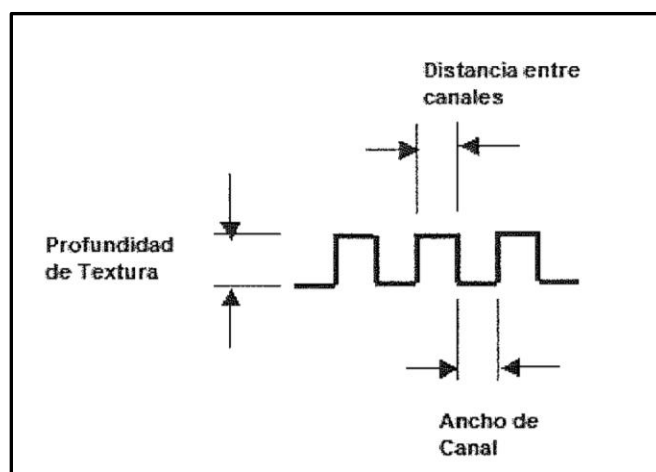 Distancia entre
canales
Profundidad
de Textura
Ancho de
Canal